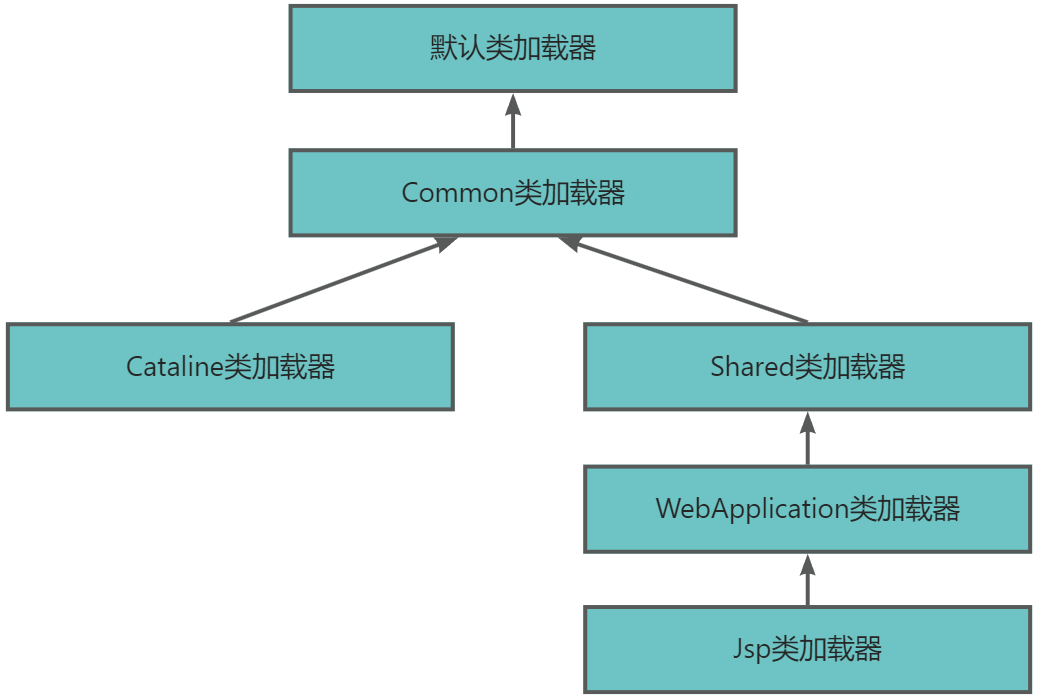 默认类加载器
Common类加载器
Cataline类加载器
Shared类加载器
WebApplication类加载器
Jsp类加载器